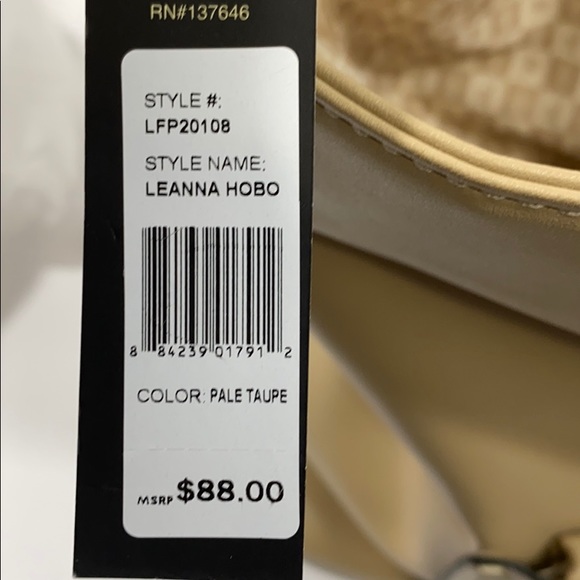 RN#137646
STYLE #:
LFP20108
STYLE NAME:
LEANNA HOBO
8 84239 01791 2
COLOR: PALE TAUPE
MSRP $88.00